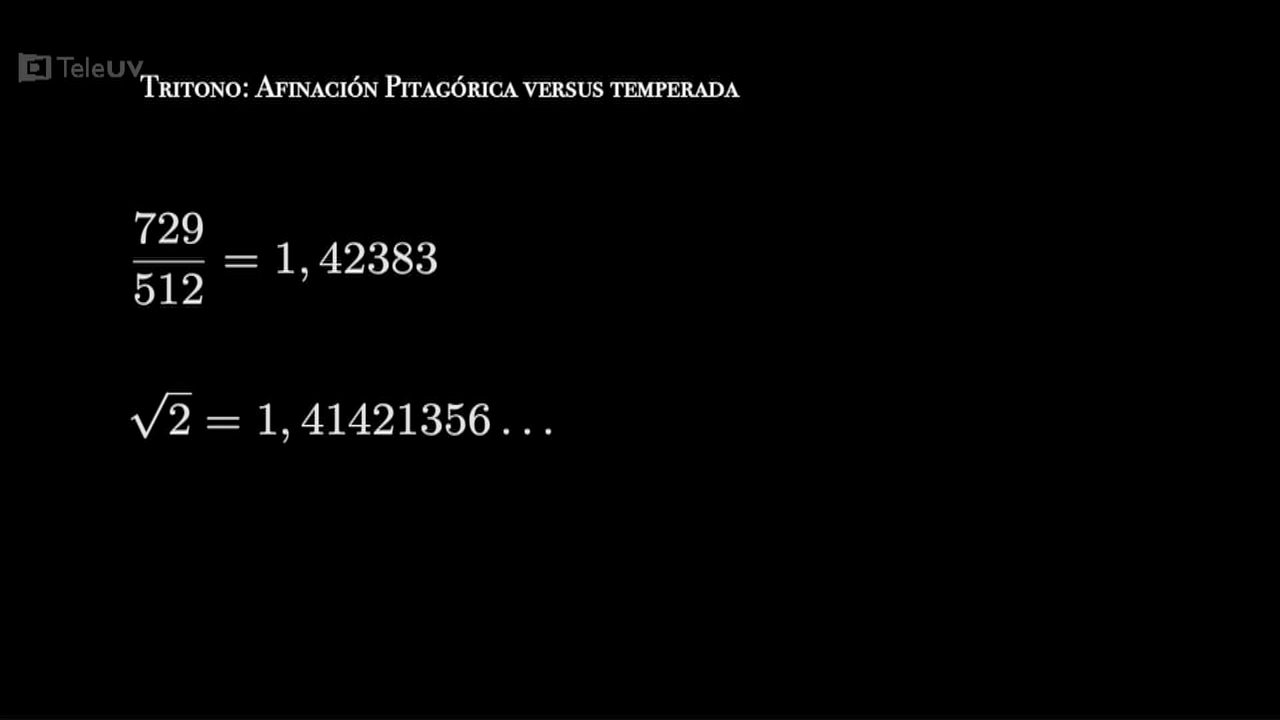 TeleUV
Tritono: Afinación Pitagórica versus temperada
729/512 = 1,42383
√2 = 1,41421356...